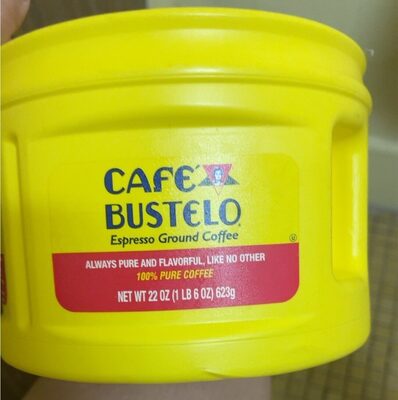 CAFÉ
BUSTELO
Espresso Ground Coffee
ALWAYS PURE AND FLAVORFUL, LIKE NO OTHER
100% PURE COFFEE
NET WT 22 OZ (1 LB 6 OZ) 623g